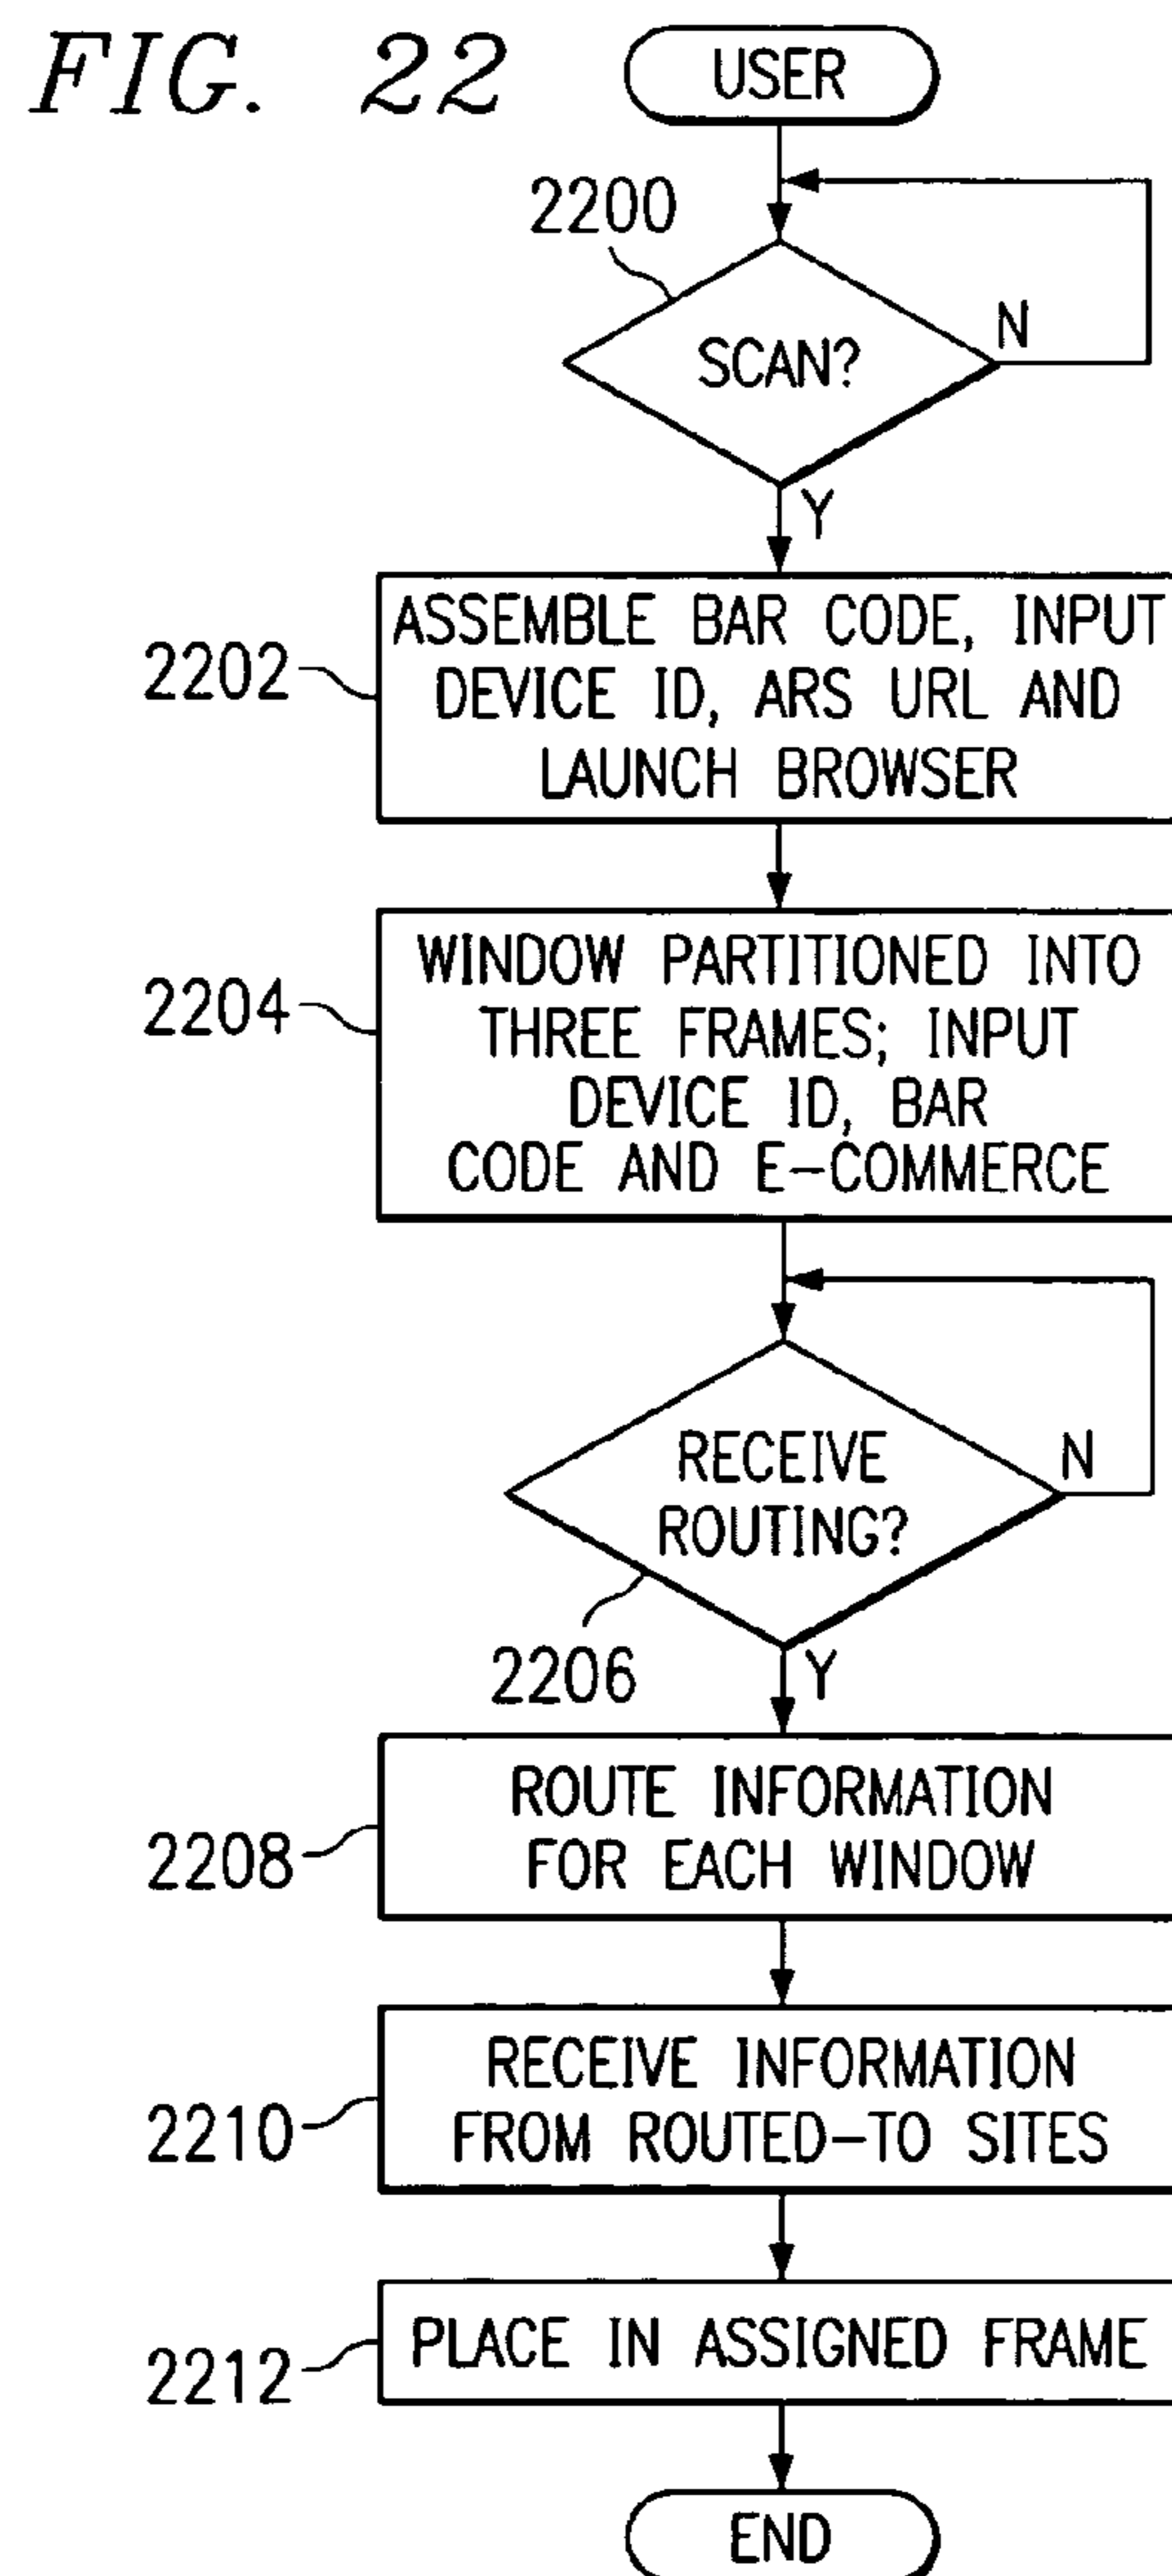 FIG. 22
USER
2200
SCAN?
N
Y
2202
ASSEMBLE BAR CODE, INPUT
DEVICE ID, ARS URL AND
LAUNCH BROWSER
2204
WINDOW PARTITIONED INTO
THREE FRAMES; INPUT
DEVICE ID, BAR
CODE AND E-COMMERCE
RECEIVE
ROUTING?
N
2206
Y
2208
ROUTE INFORMATION
FOR EACH WINDOW
2210
RECEIVE INFORMATION
FROM ROUTED-TO SITES
2212
PLACE IN ASSIGNED FRAME
END